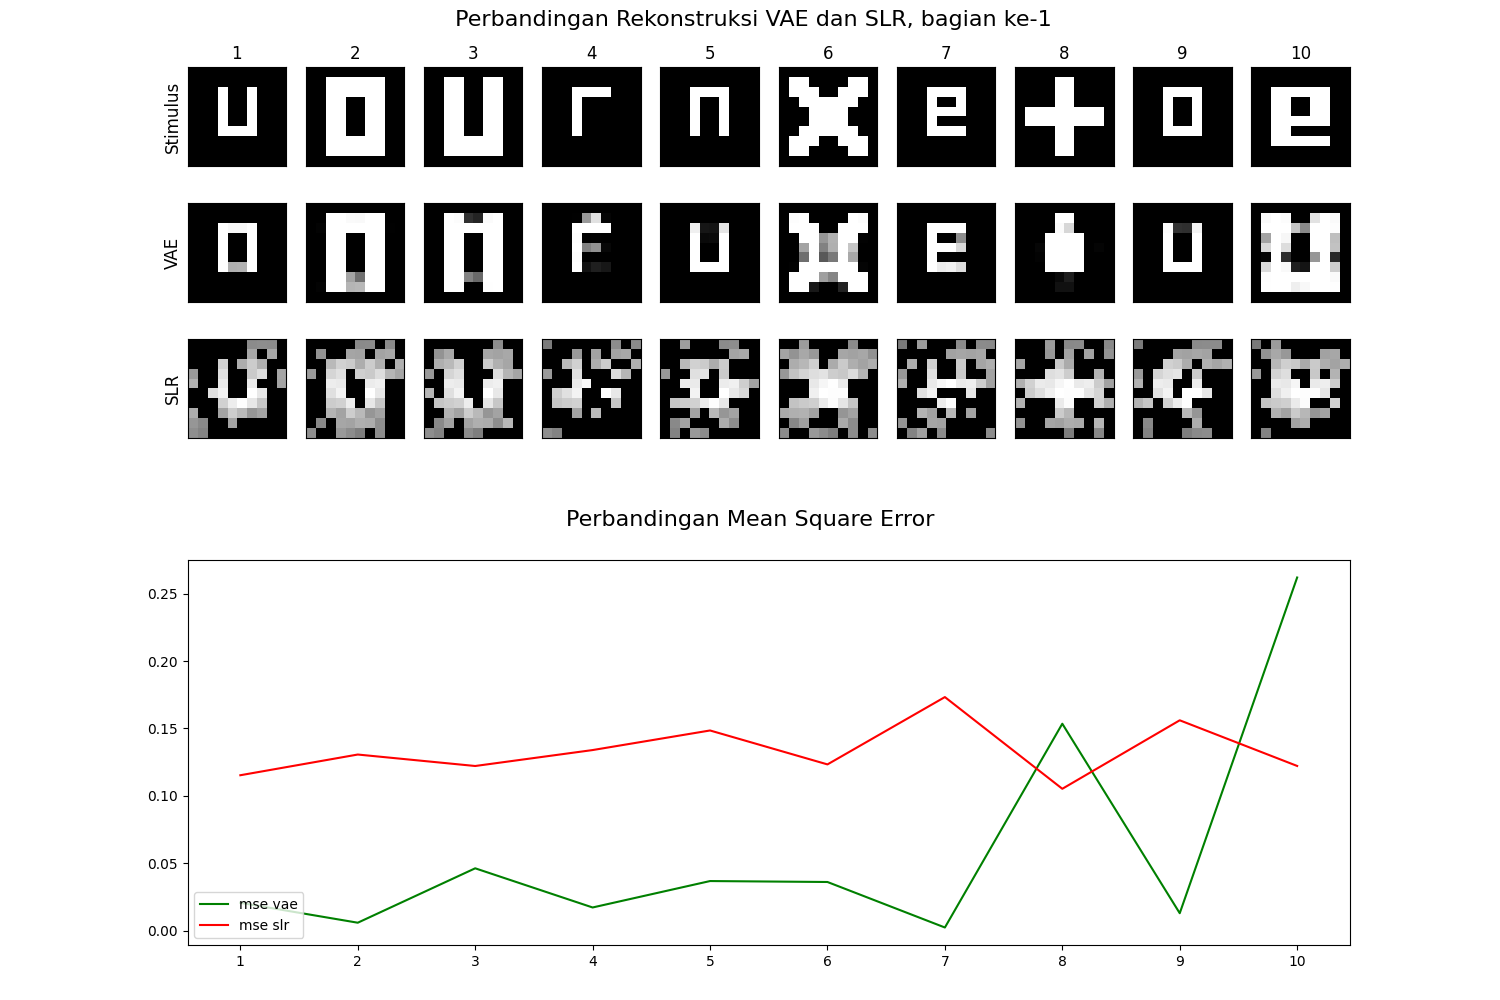 Perbandingan Rekonstruksi VAE dan SLR, bagian ke-1
1 2 3 4 5 6 7 8 9 10
Stimulus
VAE
SLR
Perbandingan Mean Square Error
0.25
0.20
0.15
0.10
0.05
0.00
mse vae
mse slr
1 2 3 4 5 6 7 8 9 10